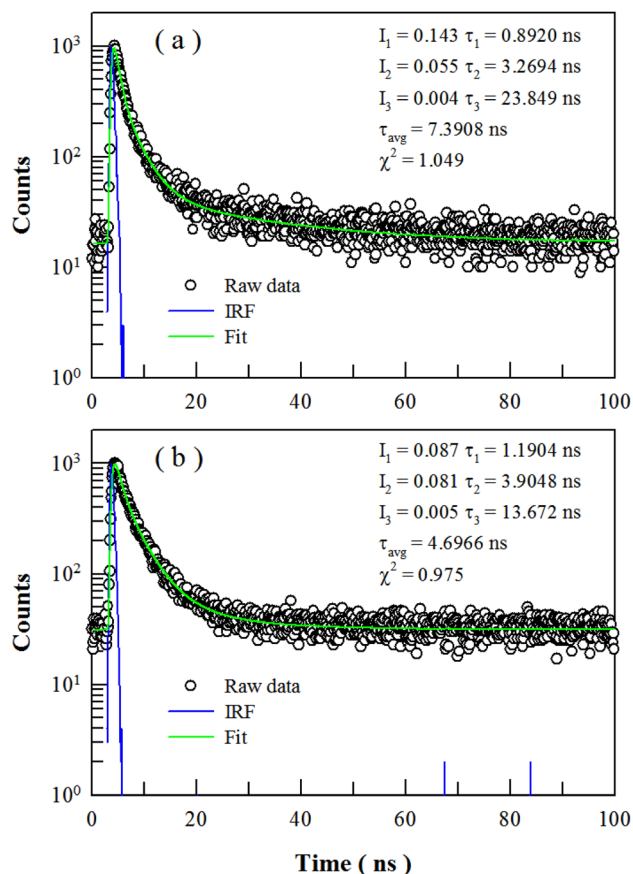 ( a )
I₁ = 0.143 τ₁ = 0.8920 ns
I₂ = 0.055 τ₂ = 3.2694 ns
I₃ = 0.004 τ₃ = 23.849 ns
τavg = 7.3908 ns
χ² = 1.049
10³
10²
10¹
10⁰
Counts
Raw data
IRF
Fit
0 20 40 60 80 100
( b )
I₁ = 0.087 τ₁ = 1.1904 ns
I₂ = 0.081 τ₂ = 3.9048 ns
I₃ = 0.005 τ₃ = 13.672 ns
τavg = 4.6966 ns
χ² = 0.975
10³
10²
10¹
10⁰
Counts
Raw data
IRF
Fit
0 20 40 60 80 100
Time ( ns )